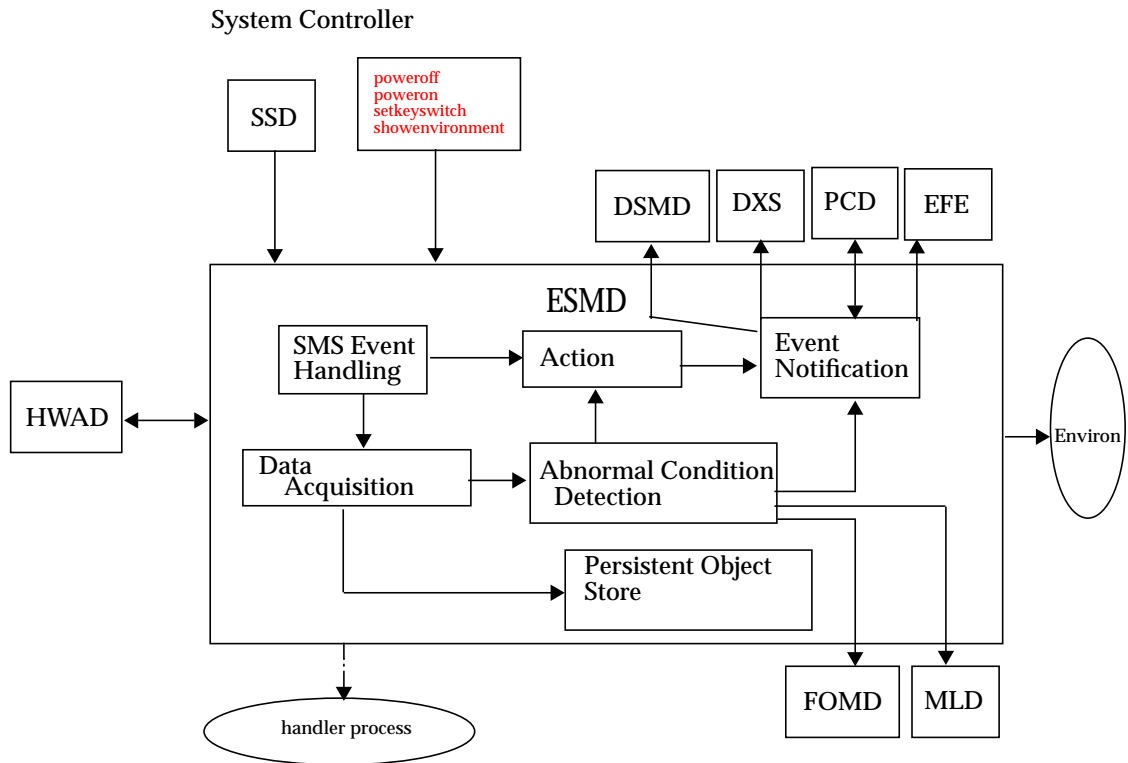 System Controller
SSD
poweroff
poweron
setkeyswitch
showenvironment
DSMD
DXS
PCD
EFE
ESMD
SMS Event
Handling
Action
Event
Notification
HWAD
Environ
Data
Acquisition
Abnormal Condition
Detection
Persistent Object
Store
FOMD
MLD
handler process